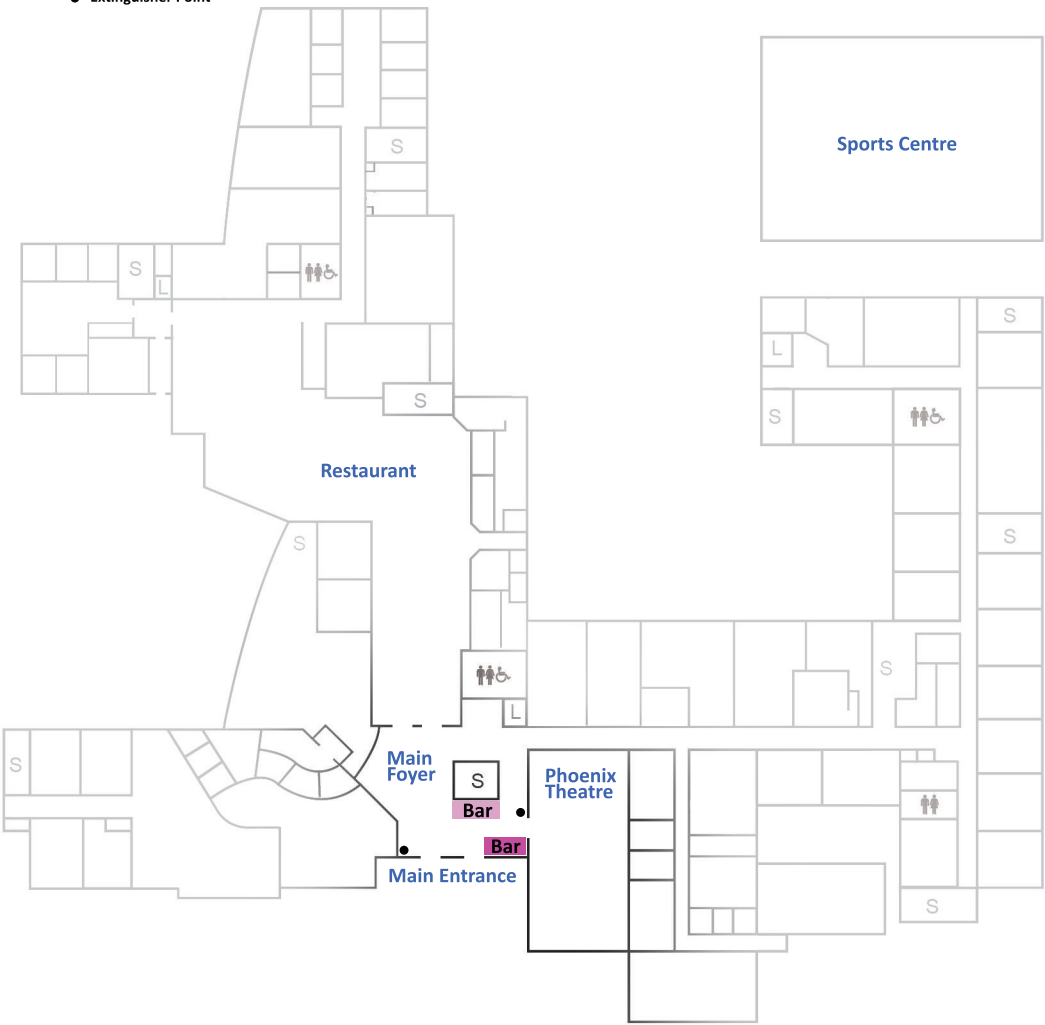 Extinguisher Point
Sports Centre
S
S
L
S
L
S
S
S
Restaurant
S
S
S
L
Main
Foyer
S
S
Phoenix
Theatre
Bar
Bar
Main Entrance
S